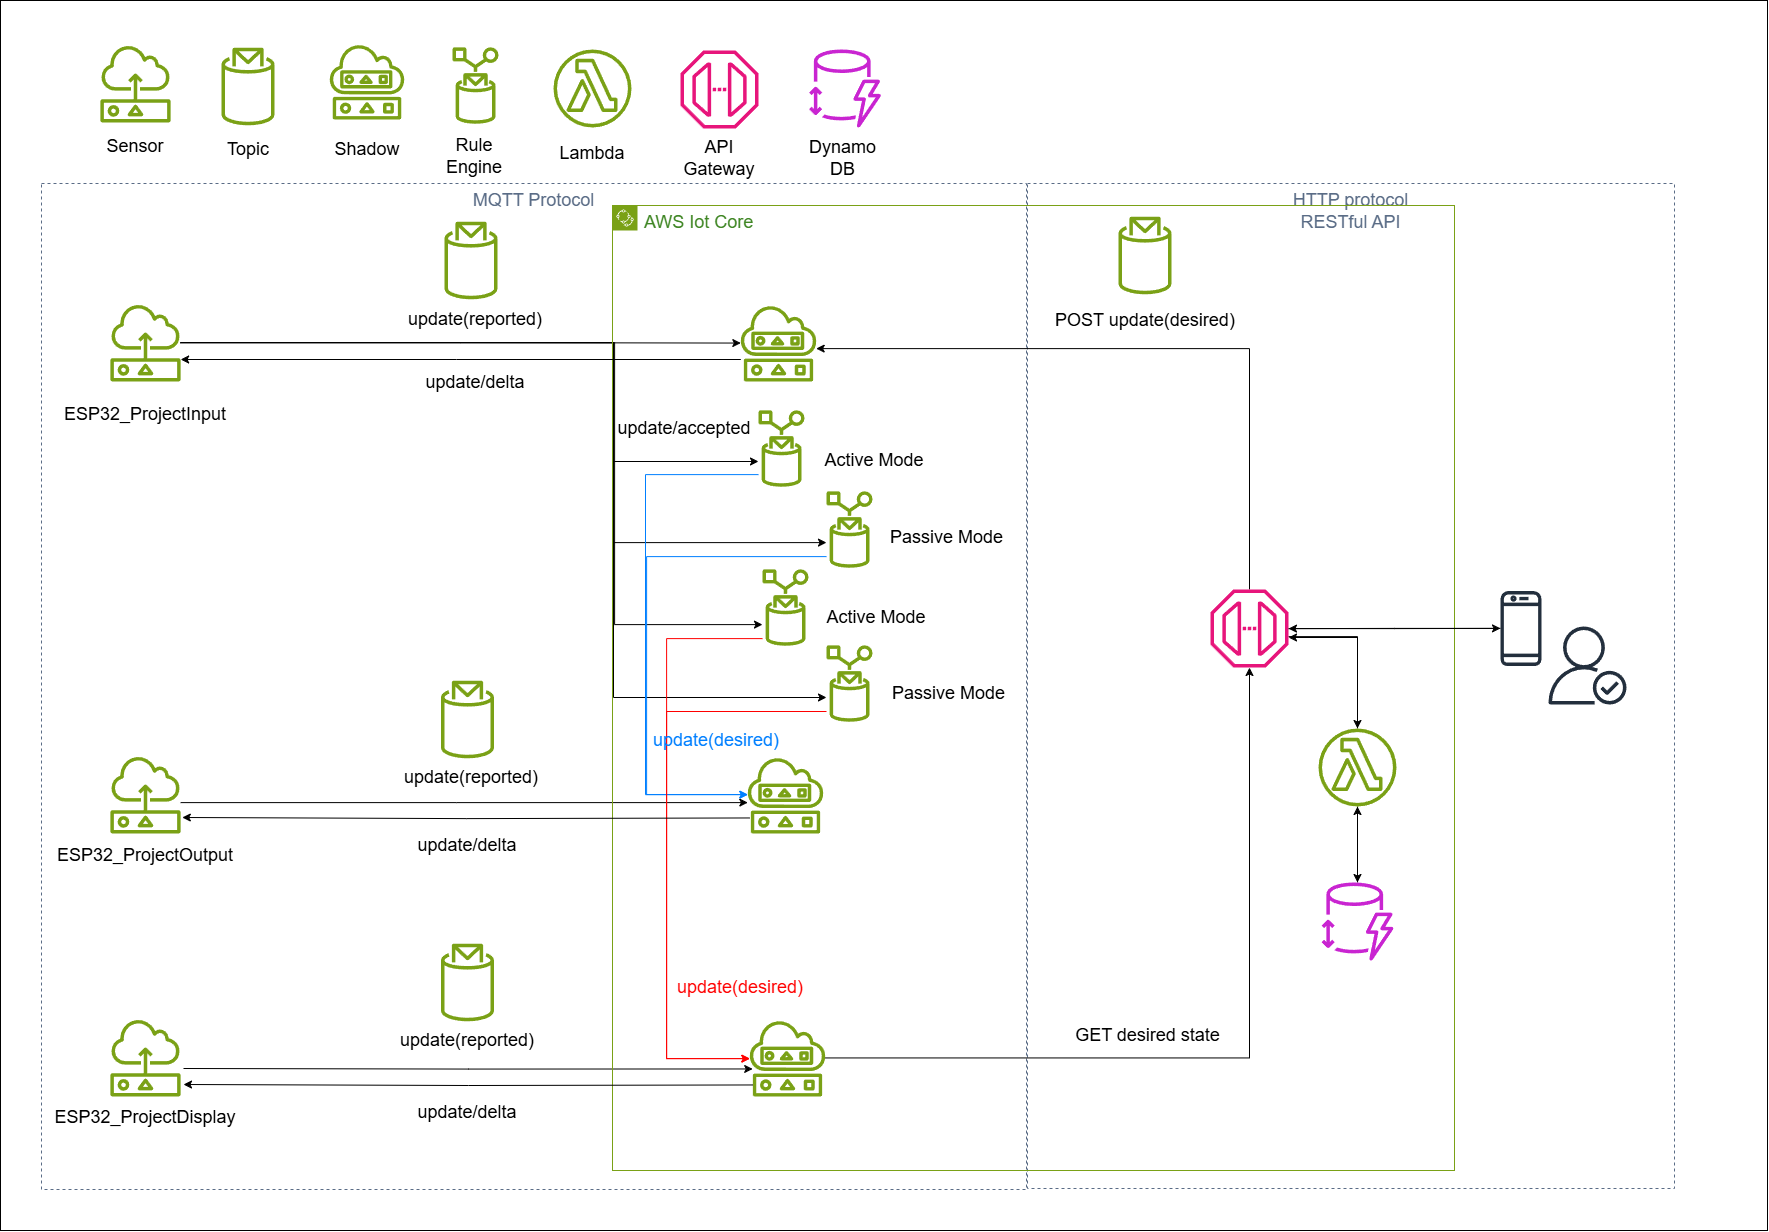 Sensor
Topic
Shadow
Rule
Engine
Lambda
API
Gateway
Dynamo
DB
MQTT Protocol
HTTP protocol
RESTful API
AWS Iot Core
update(reported)
POST update(desired)
update/delta
ESP32_ProjectInput
update/accepted
Active Mode
Passive Mode
Active Mode
Passive Mode
update(desired)
update(reported)
update/delta
ESP32_ProjectOutput
update(desired)
GET desired state
update(reported)
update/delta
ESP32_ProjectDisplay